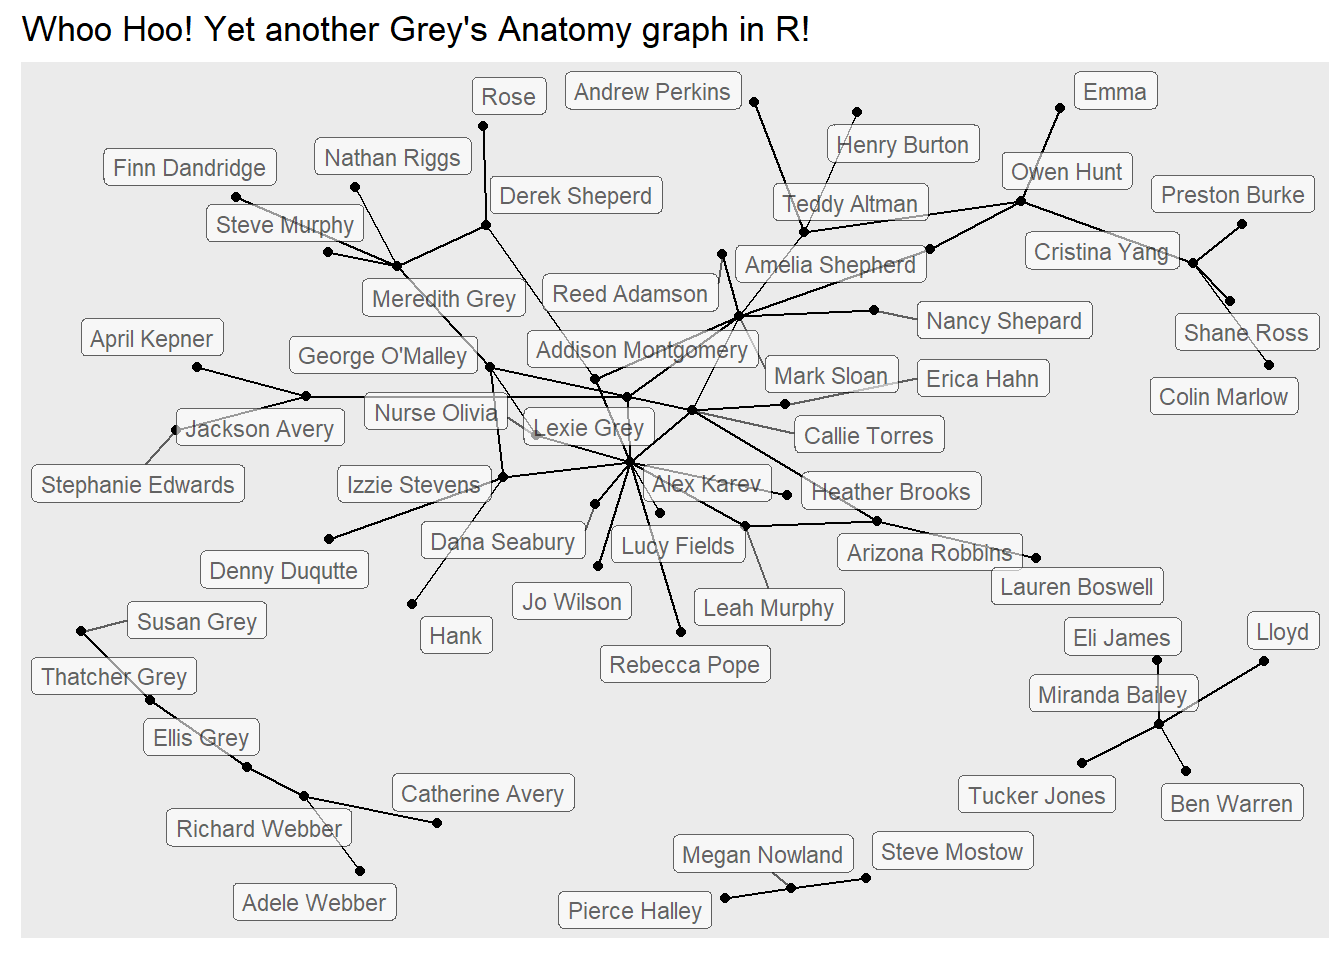 Whoo Hoo! Yet another Grey's Anatomy graph in R!
Rose
Andrew Perkins
Emma
Finn Dandridge
Nathan Riggs
Henry Burton
Owen Hunt
Derek Sheperd
Preston Burke
Steve Murphy
Teddy Altman
Cristina Yang
Amelia Shepherd
Meredith Grey
Reed Adamson
Nancy Shepard
Shane Ross
April Kepner
George O'Malley
Addison Montgomery
Mark Sloan
Erica Hahn
Colin Marlow
Nurse Olivia
Jackson Avery
Lexie Grey
Callie Torres
Stephanie Edwards
Izzie Stevens
Alex Karev
Heather Brooks
Dana Seabury
Lucy Fields
Arizona Robbins
Denny Duqutte
Lauren Boswell
Jo Wilson
Leah Murphy
Susan Grey
Hank
Eli James
Lloyd
Rebecca Pope
Thatcher Grey
Miranda Bailey
Ellis Grey
Catherine Avery
Tucker Jones
Ben Warren
Richard Webber
Megan Nowland
Steve Mostow
Adele Webber
Pierce Halley